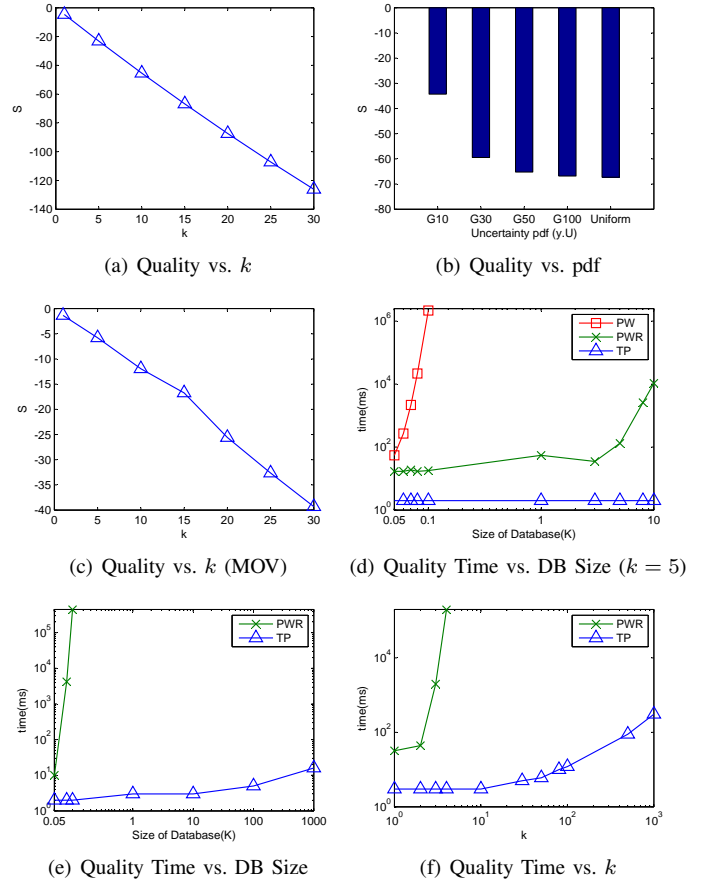 0
-20
-40
-60
-80
-100
-120
-140
S
0 5 10 15 20 25 30
k
(a) Quality vs. k
0
-10
-20
-30
-40
-50
-60
-70
-80
S
G10 G30 G50 G100 Uniform
Uncertainty pdf (y.U)
(b) Quality vs. pdf
0
-5
-10
-15
-20
-25
-30
-35
-40
S
0 5 10 15 20 25 30
k
(c) Quality vs. k (MOV)
10^6
10^4
10^2
10^0
time(ms)
PW
PWR
TP
0.05 0.1 1 10
Size of Database(K)
(d) Quality Time vs. DB Size (k = 5)
10^5
10^4
10^3
10^2
10^1
10^0
time(ms)
PWR
TP
0.05 1 10 100 1000
Size of Database(K)
(e) Quality Time vs. DB Size
10^4
10^2
10^0
time(ms)
PWR
TP
10^0 10^1 10^2 10^3
k
(f) Quality Time vs. k